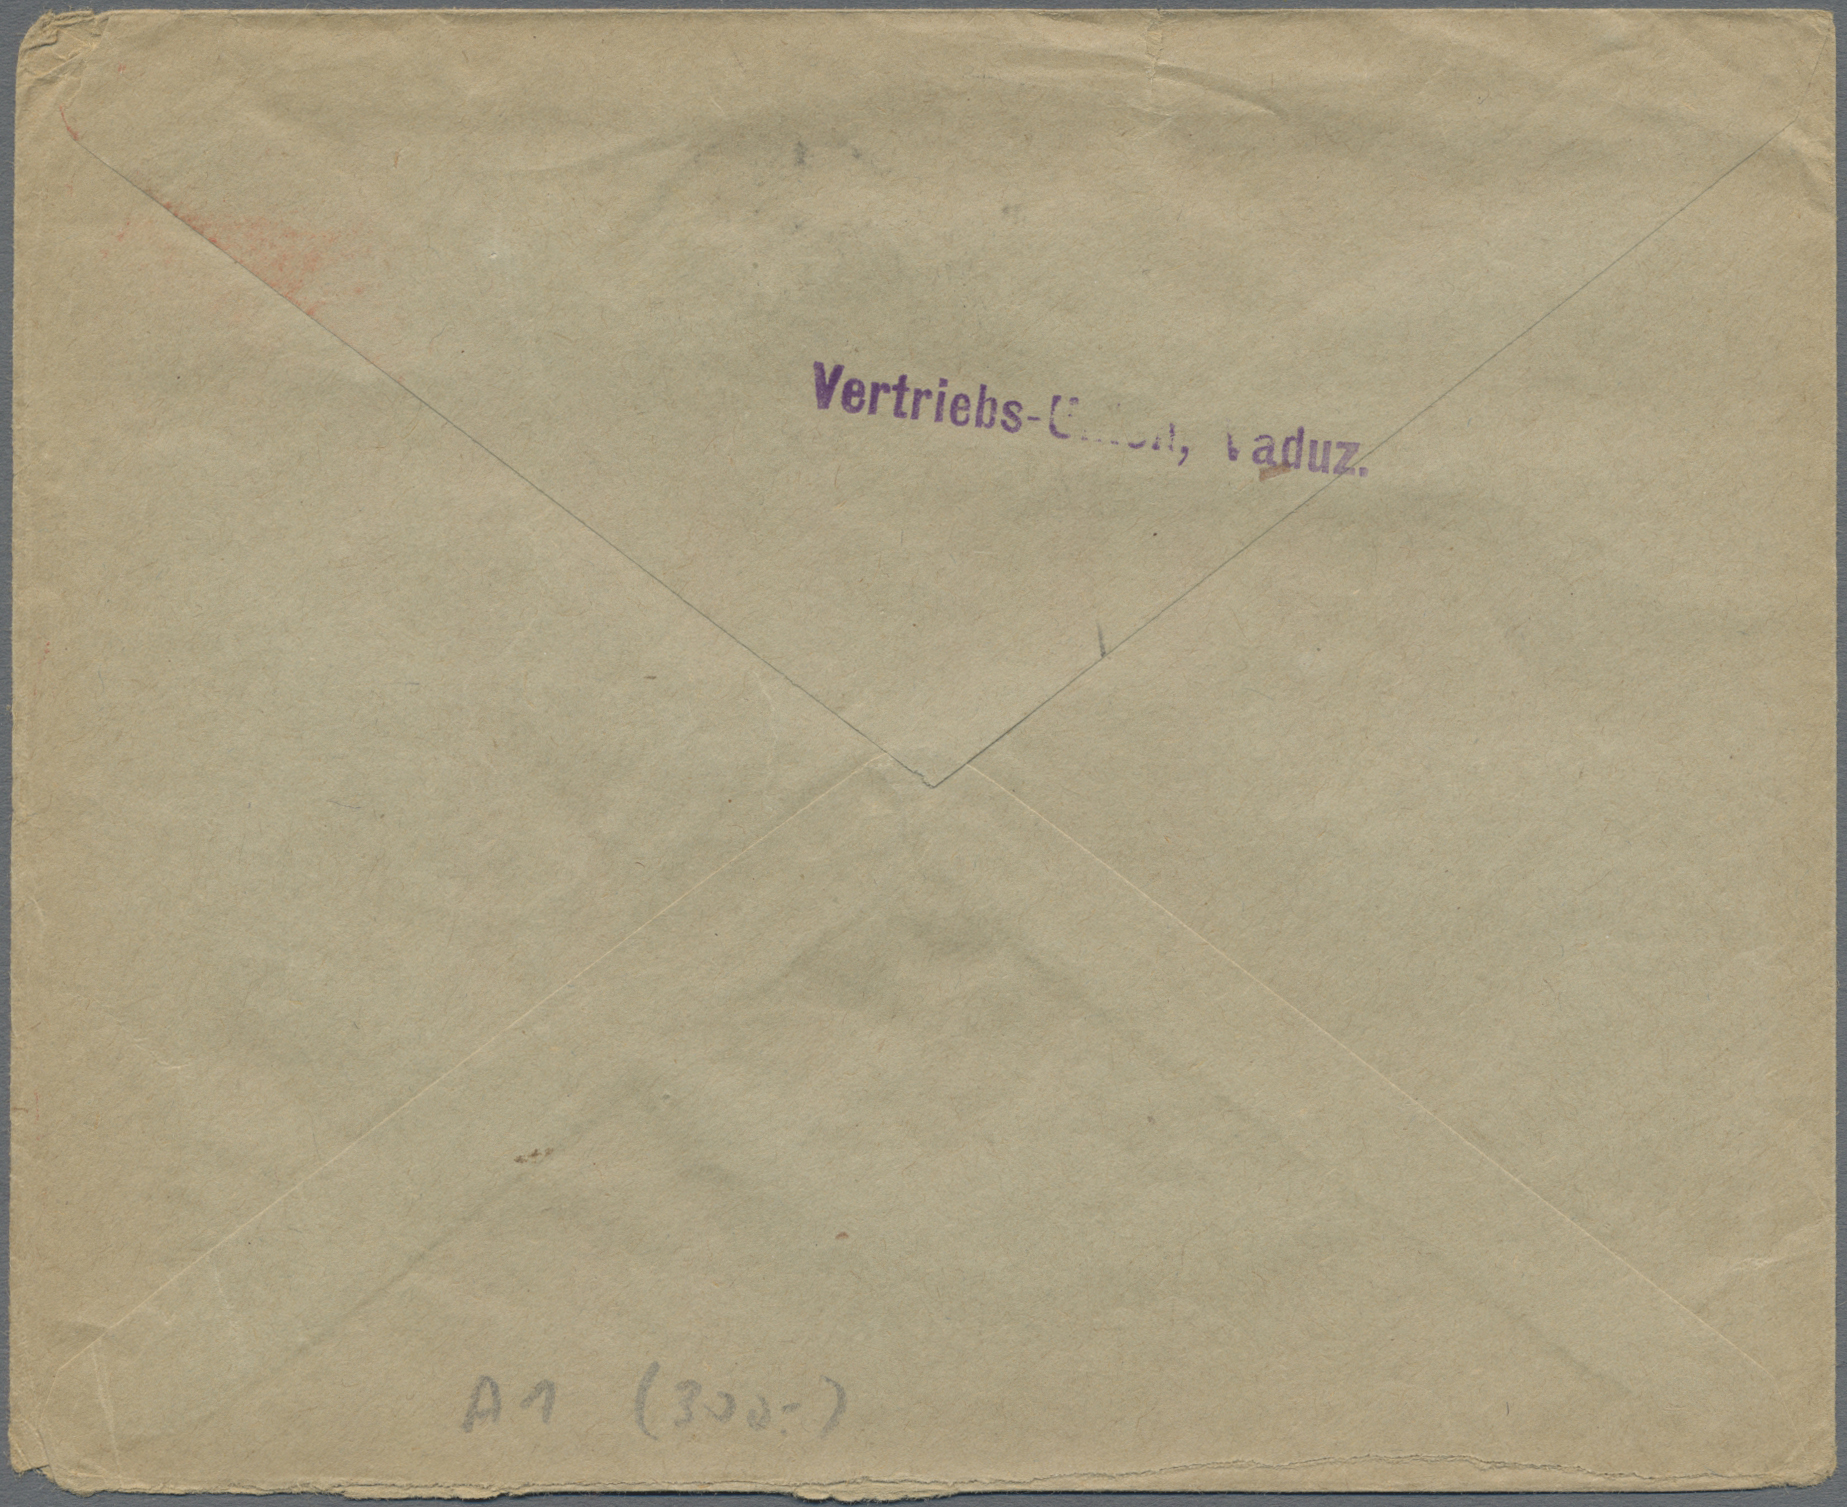 Vertriebs-Union, Vaduz.
A1 (300.-)